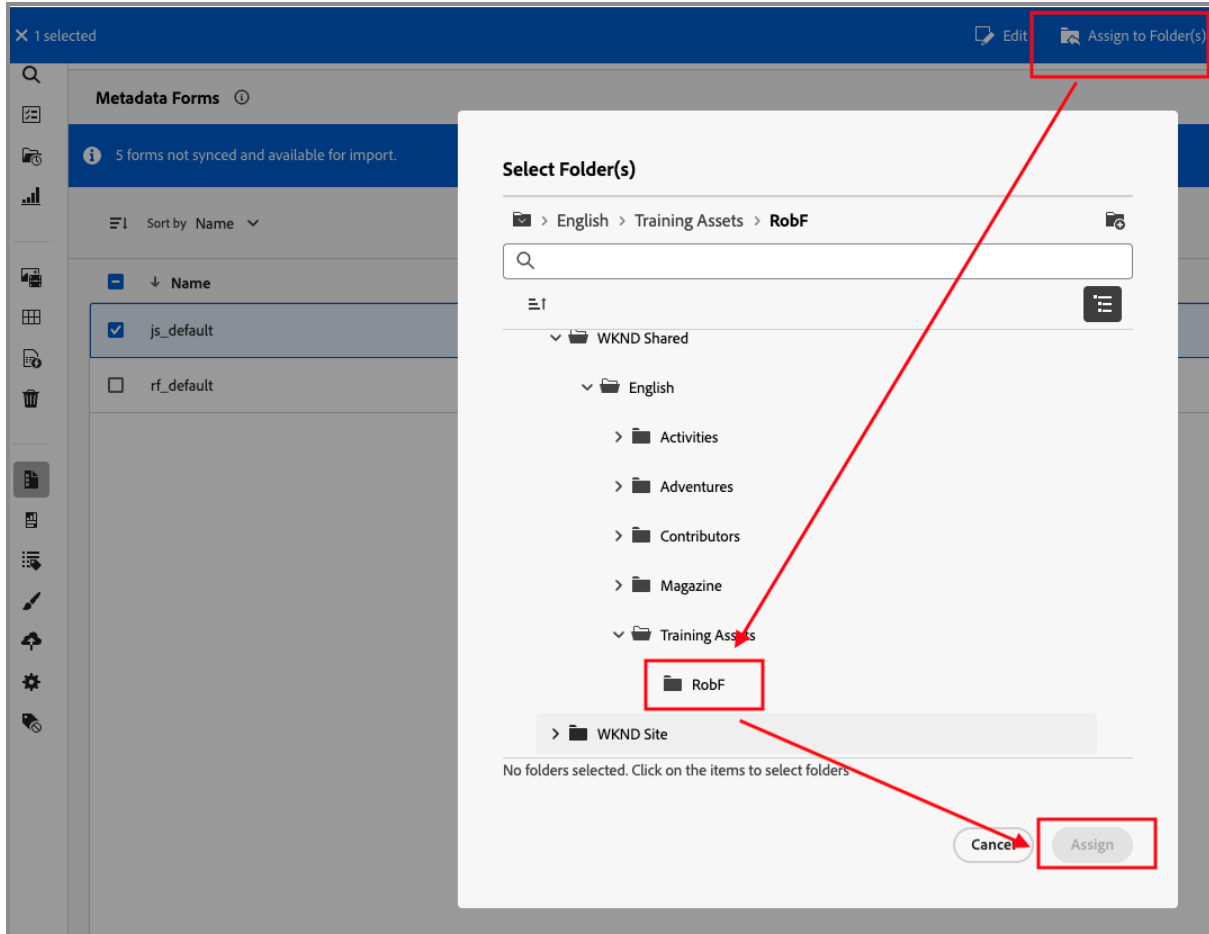 1 selected
Edit
Assign to Folder(s)
Metadata Forms
5 forms not synced and available for import.
Sort by Name
Name
js_default
rf_default
Select Folder(s)
English > Training Assets > RobF
WKND Shared
English
Activities
Adventures
Contributors
Magazine
Training Assets
RobF
WKND Site
No folders selected. Click on the items to select folders
Cancel
Assign